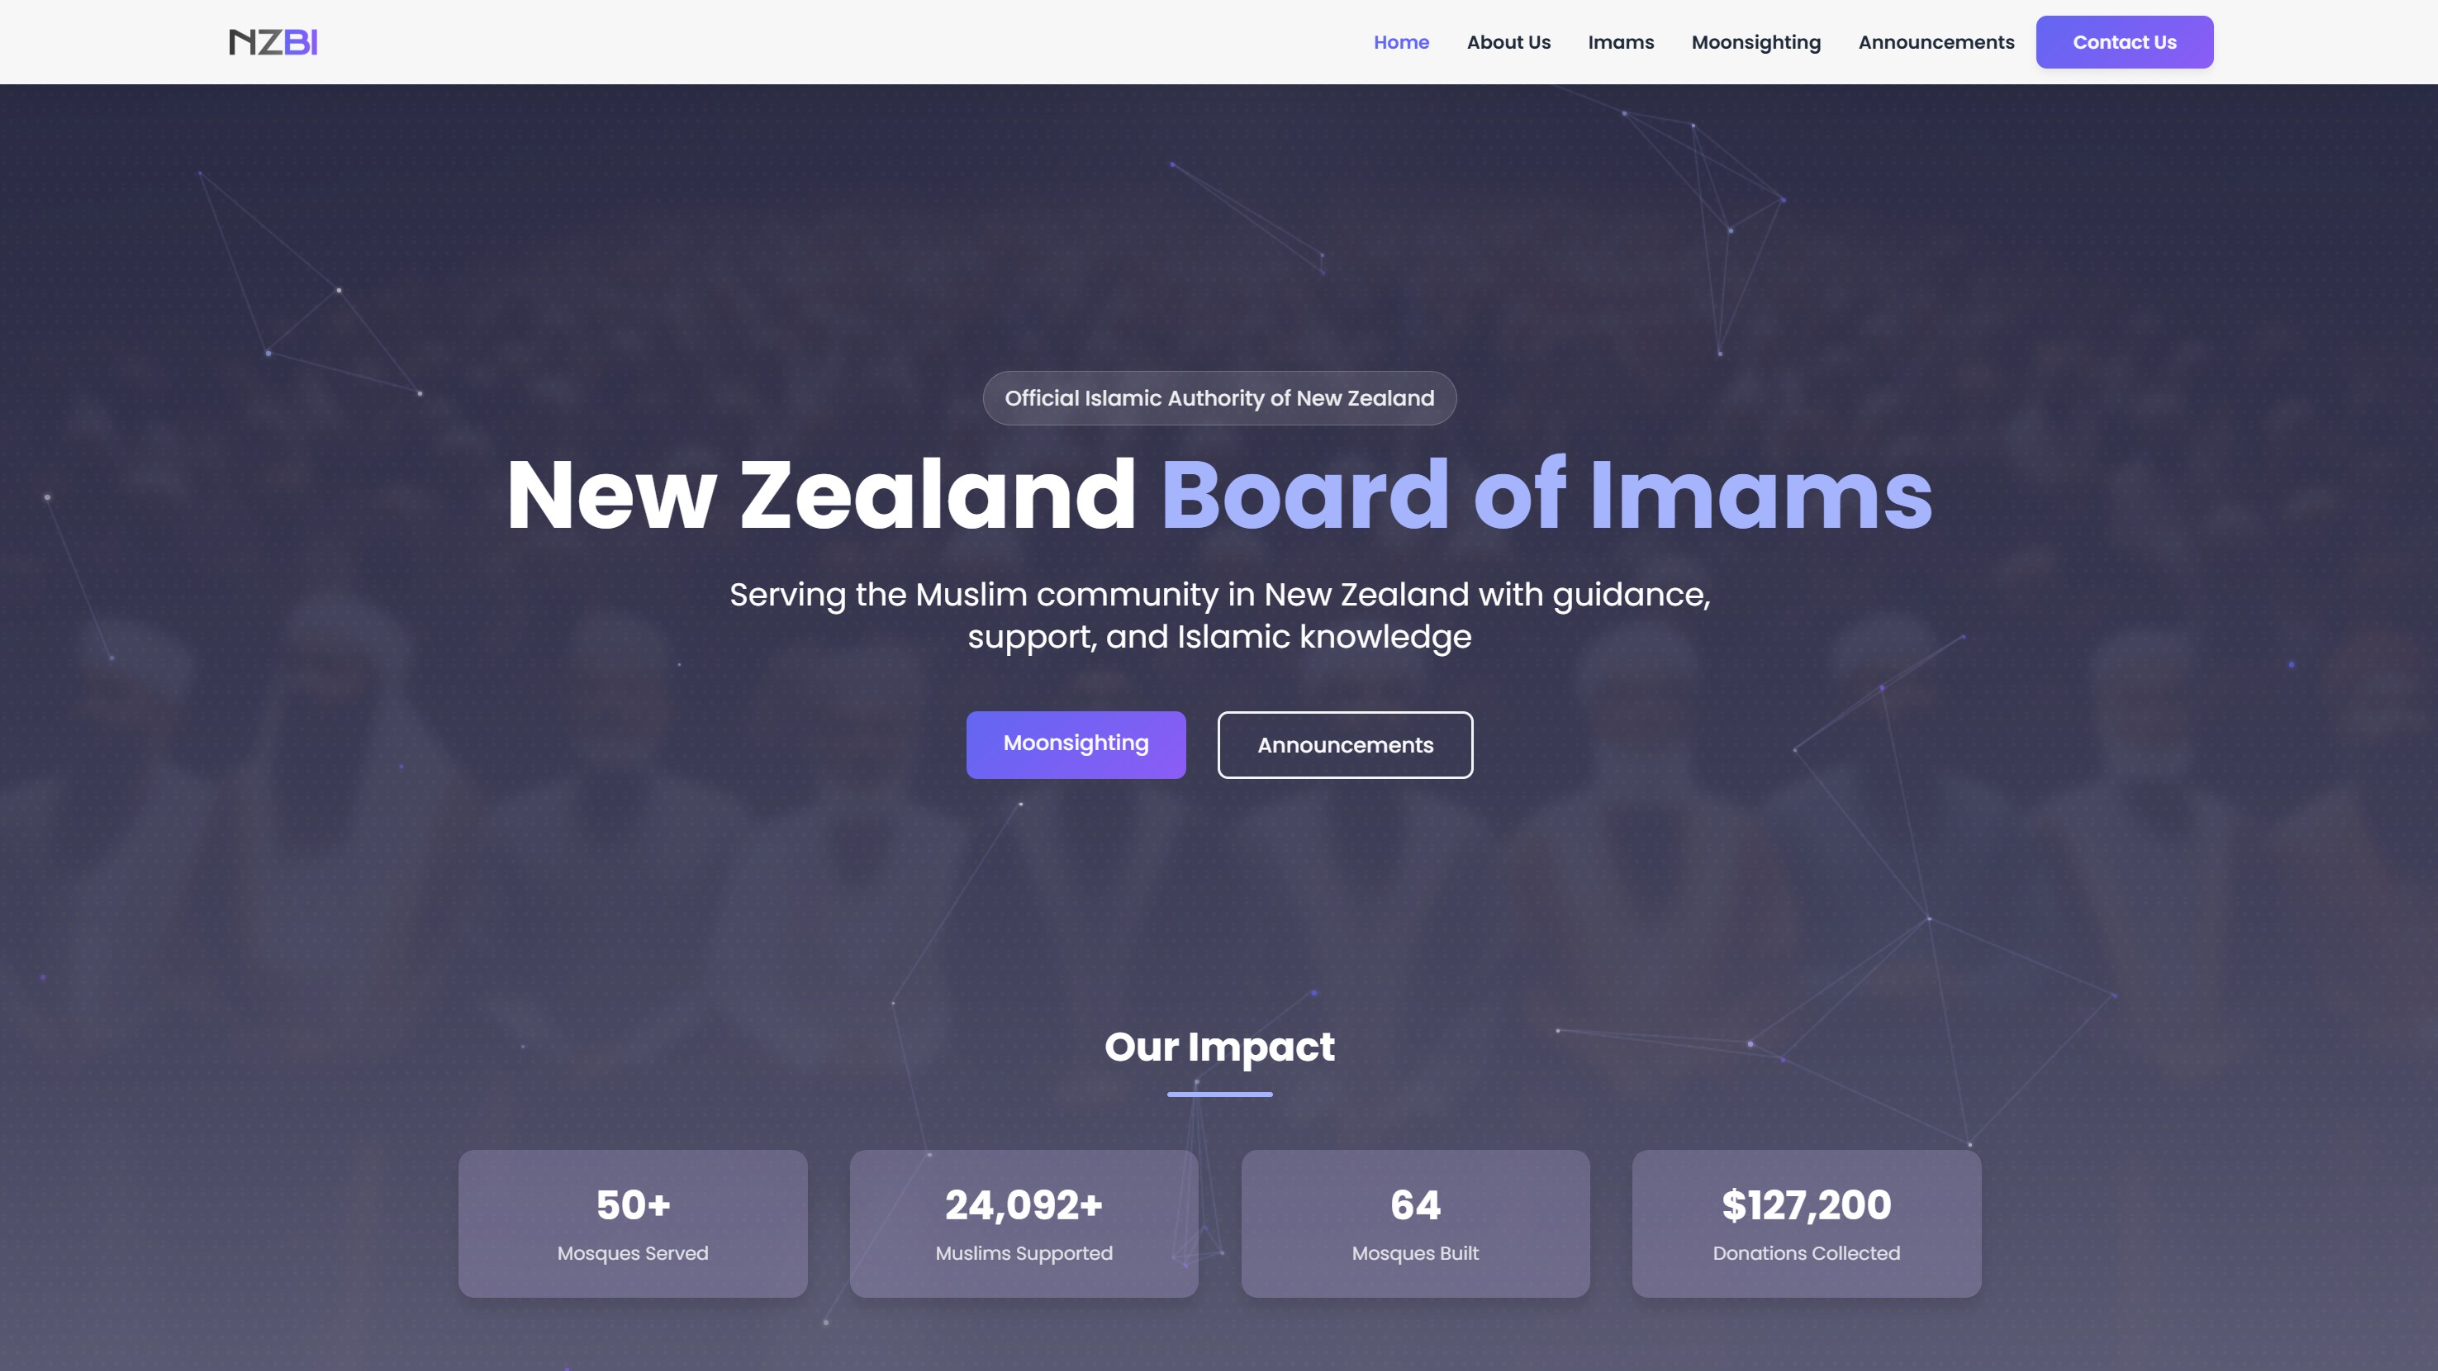 NZBI
Home
About Us
Imams
Moonsighting
Announcements
Contact Us
Official Islamic Authority of New Zealand
New Zealand Board of Imams
Serving the Muslim community in New Zealand with guidance,
support, and Islamic knowledge
Moonsighting
Announcements
Our Impact
50+
Mosques Served
24,092+
Muslims Supported
64
Mosques Built
$127,200
Donations Collected